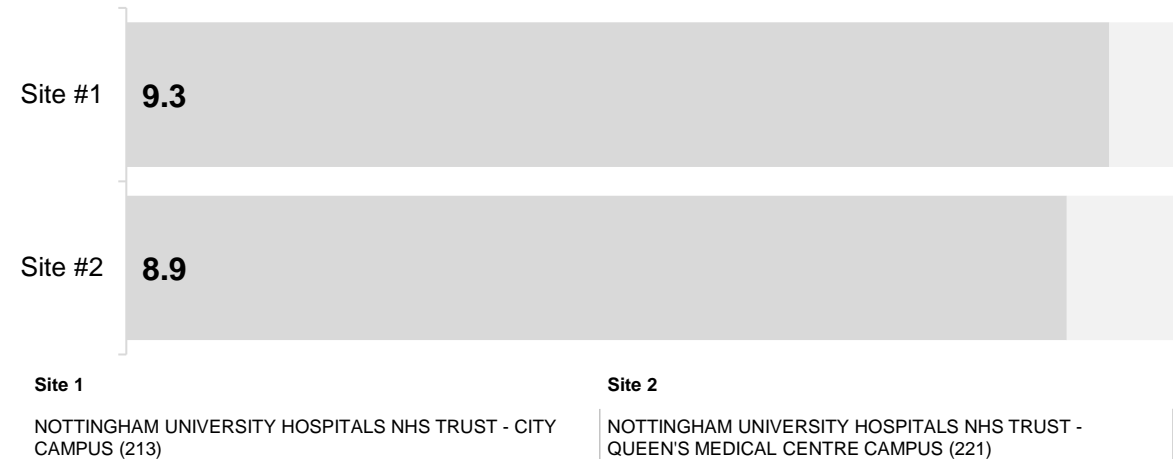 Site #1
9.3
Site #2
8.9
Site 1
NOTTINGHAM UNIVERSITY HOSPITALS NHS TRUST - CITY
CAMPUS (213)
Site 2
NOTTINGHAM UNIVERSITY HOSPITALS NHS TRUST -
QUEEN'S MEDICAL CENTRE CAMPUS (221)